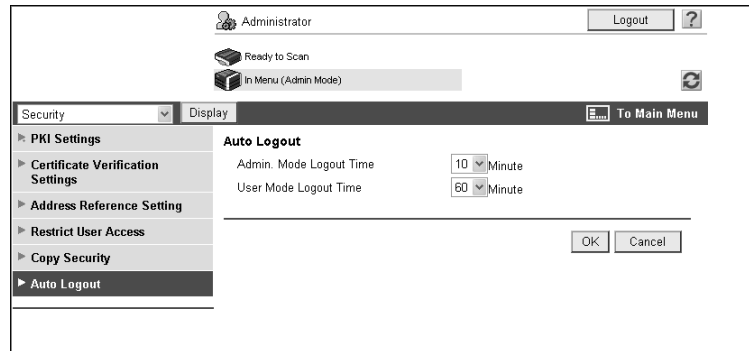 Administrator
Logout
?
Ready to Scan
In Menu (Admin Mode)
Security
Display
To Main Menu
PKI Settings
Certificate Verification
Settings
Address Reference Setting
Restrict User Access
Copy Security
Auto Logout
Auto Logout
Admin. Mode Logout Time 10 Minute
User Mode Logout Time 60 Minute
OK Cancel